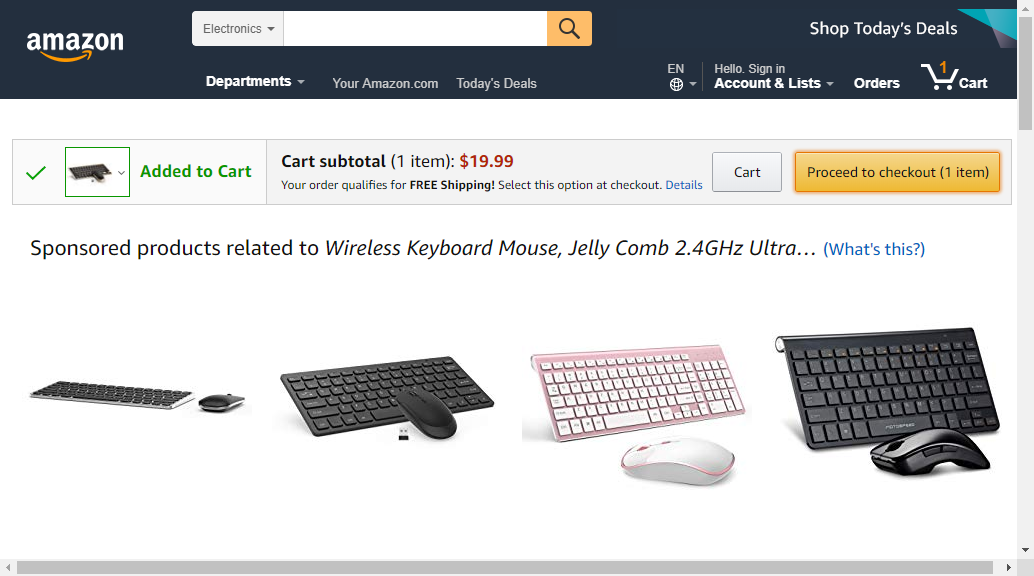 amazon
Electronics
Shop Today's Deals
Departments
Your Amazon.com
Today's Deals
EN
Hello. Sign in
Account & Lists
Orders
1
Cart
Added to Cart
Cart subtotal (1 item): $19.99
Your order qualifies for FREE Shipping! Select this option at checkout. Details
Cart
Proceed to checkout (1 item)
Sponsored products related to Wireless Keyboard Mouse, Jelly Comb 2.4GHz Ultra… (What's this?)